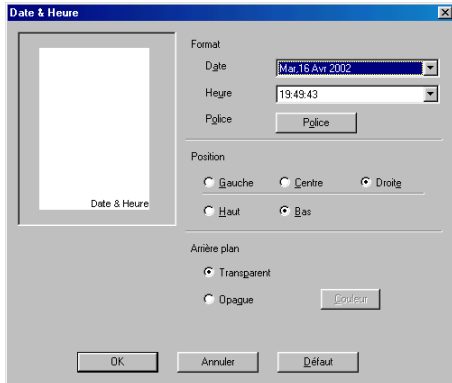 Date & Heure
Format
Date Mar,16 Avr 2002
Heure 19:49:43
Police Police
Position
Gauche Centre Droite
Haut Bas
Date & Heure
Arrière plan
Transparent
Opaque Couleur
OK Annuler Défaut